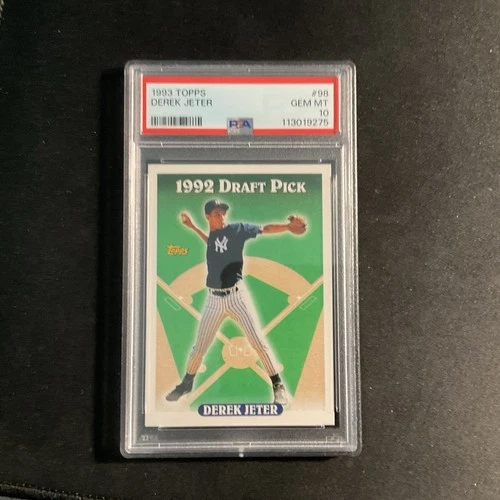 1993 TOPPS #98
DEREK JETER GEM MT
10
PSA 113019275
1992 DRAFT PICK
Topps
NY
DEREK JETER